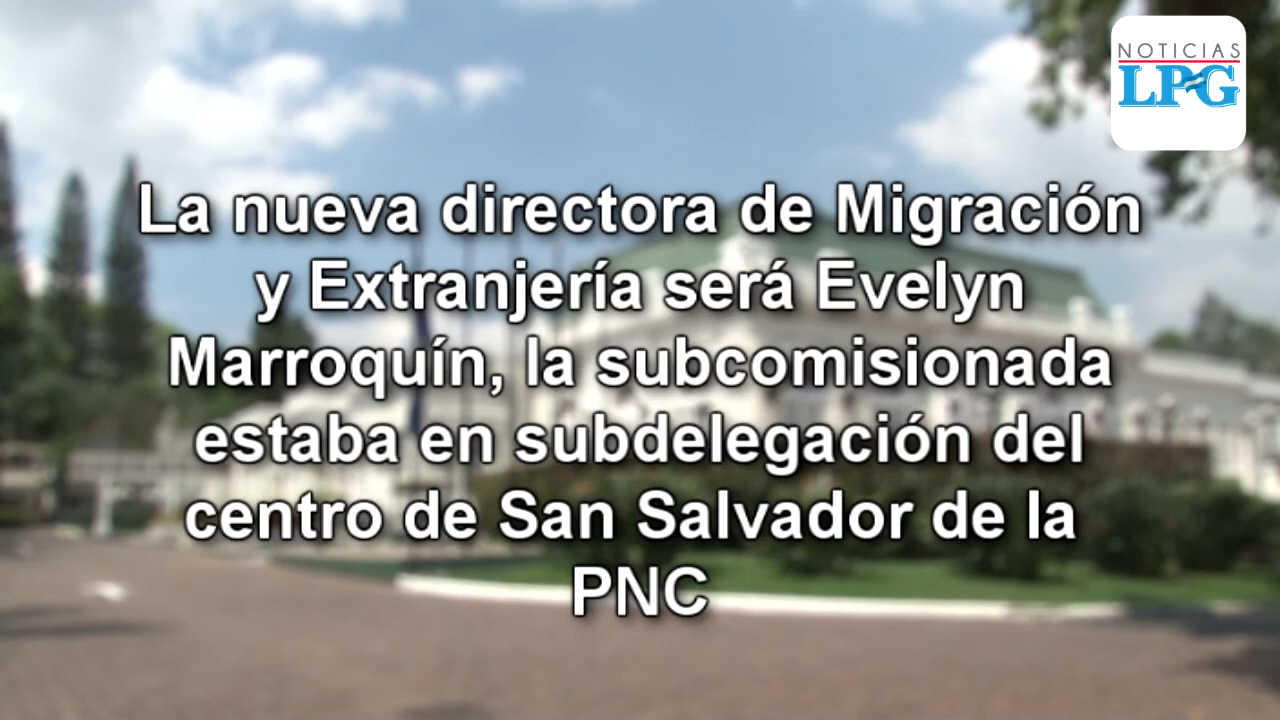 NOTICIAS
LPG
La nueva directora de Migración
y Extranjería será Evelyn
Marroquín, la subcomisionada
estaba en subdelegación del
centro de San Salvador de la
PNC